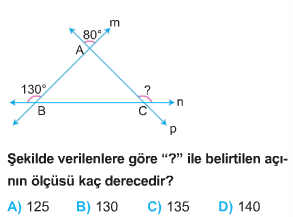 m
80°
A
130°
?
n
B
C
p
Şekilde verilenlere göre “?” ile belirtilen açı-
nın ölçüsü kaç derecedir?
A) 125 B) 130 C) 135 D) 140